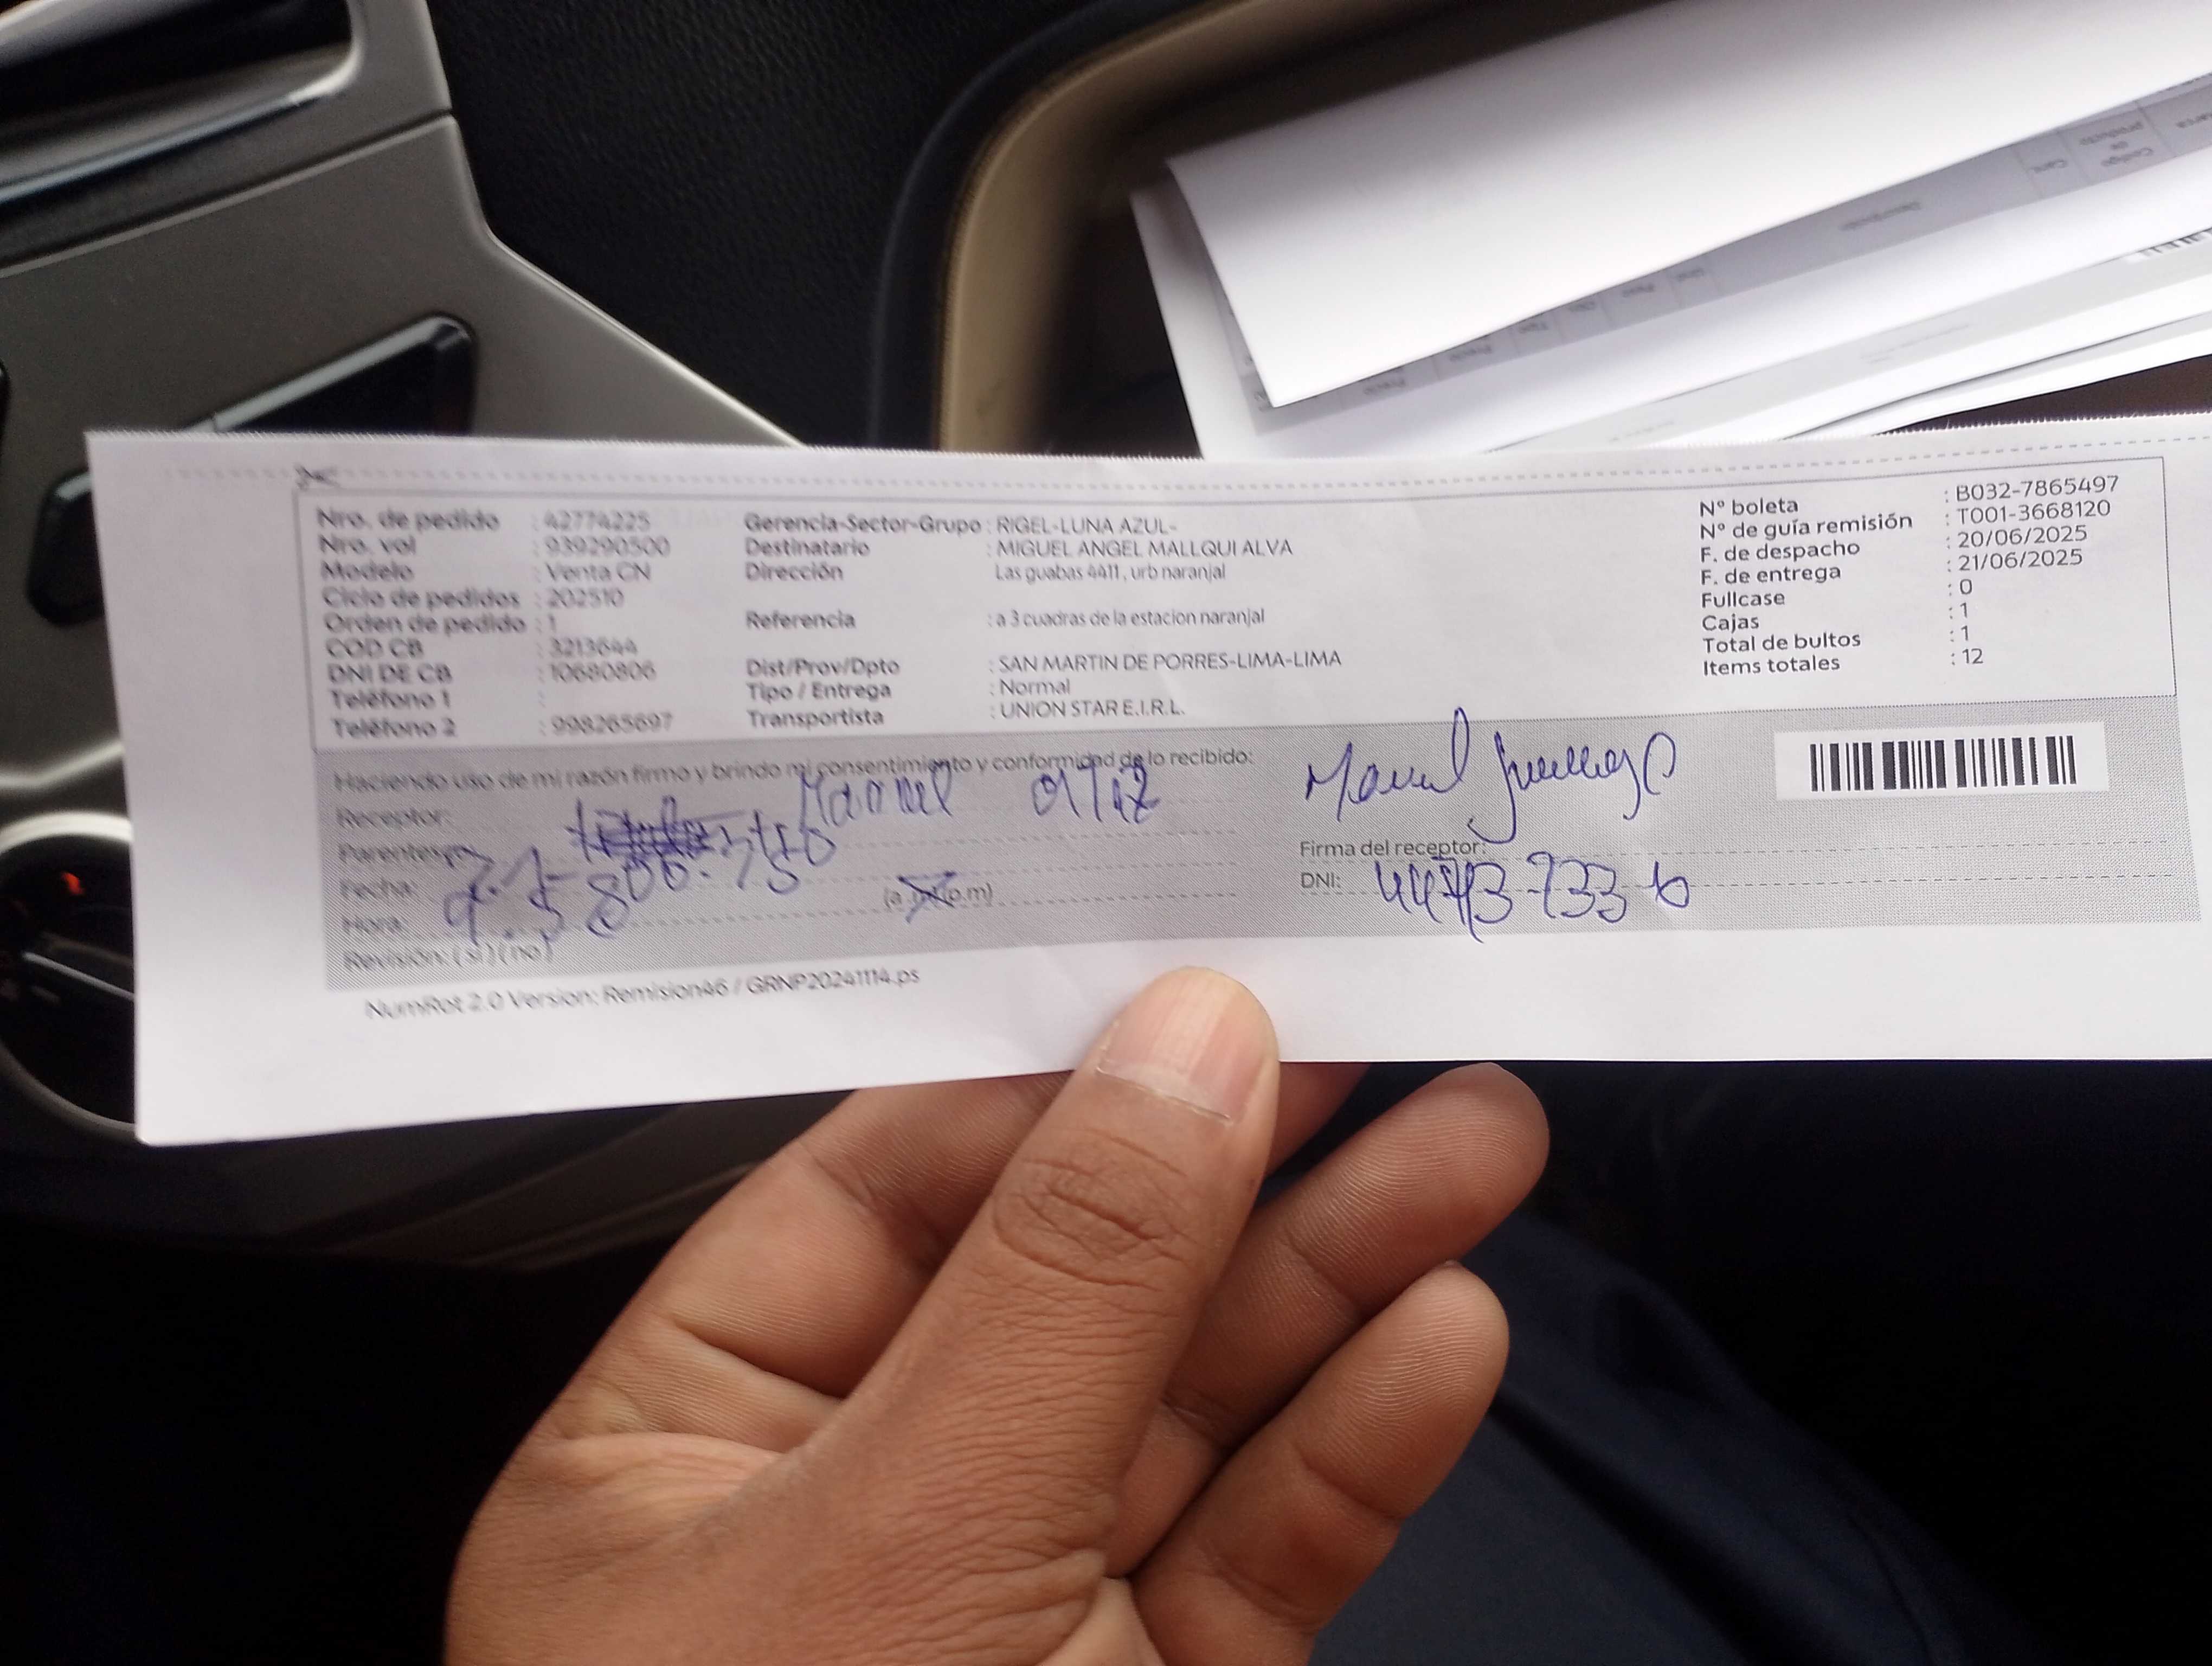 Nro. de pedido : 42774225
Nro. vol : 939290500
Modelo : Venta CN
Ciclo de pedidos : 202510
Orden de pedido : 1
COD CB : 3213644
DNI DE CB : 10680806
Teléfono 1 :
Teléfono 2 : 998265697
Gerencia-Sector-Grupo : RIGEL-LUNA AZUL-
Destinatario : MIGUEL ANGEL MALLQUI ALVA
Dirección Las guabas 4411 , urb naranjal
Referencia : a 3 cuadras de la estacion naranjal
Dist/Prov/Dpto : SAN MARTIN DE PORRES-LIMA-LIMA
Tipo / Entrega : Normal
Transportista : UNION STAR E.I.R.L.
Nº boleta : B032-7865497
Nº de guía remisión : T001-3668120
F. de despacho : 20/06/2025
F. de entrega : 21/06/2025
Fullcase : 0
Cajas : 1
Total de bultos : 1
Items totales : 12
Haciendo uso de mi razón firmo y brindo mi consentimiento y conformidad de lo recibido:
Receptor: Manuel
Parentesco:
Fecha:
Hora: (a.m)(p.m)
Revisión: (si) (no)
Manuel
Firma del receptor:
DNI:
NumRot 2.0 Version: Remision46 / GRNP20241114.ps
Codigo de producto
Cant.